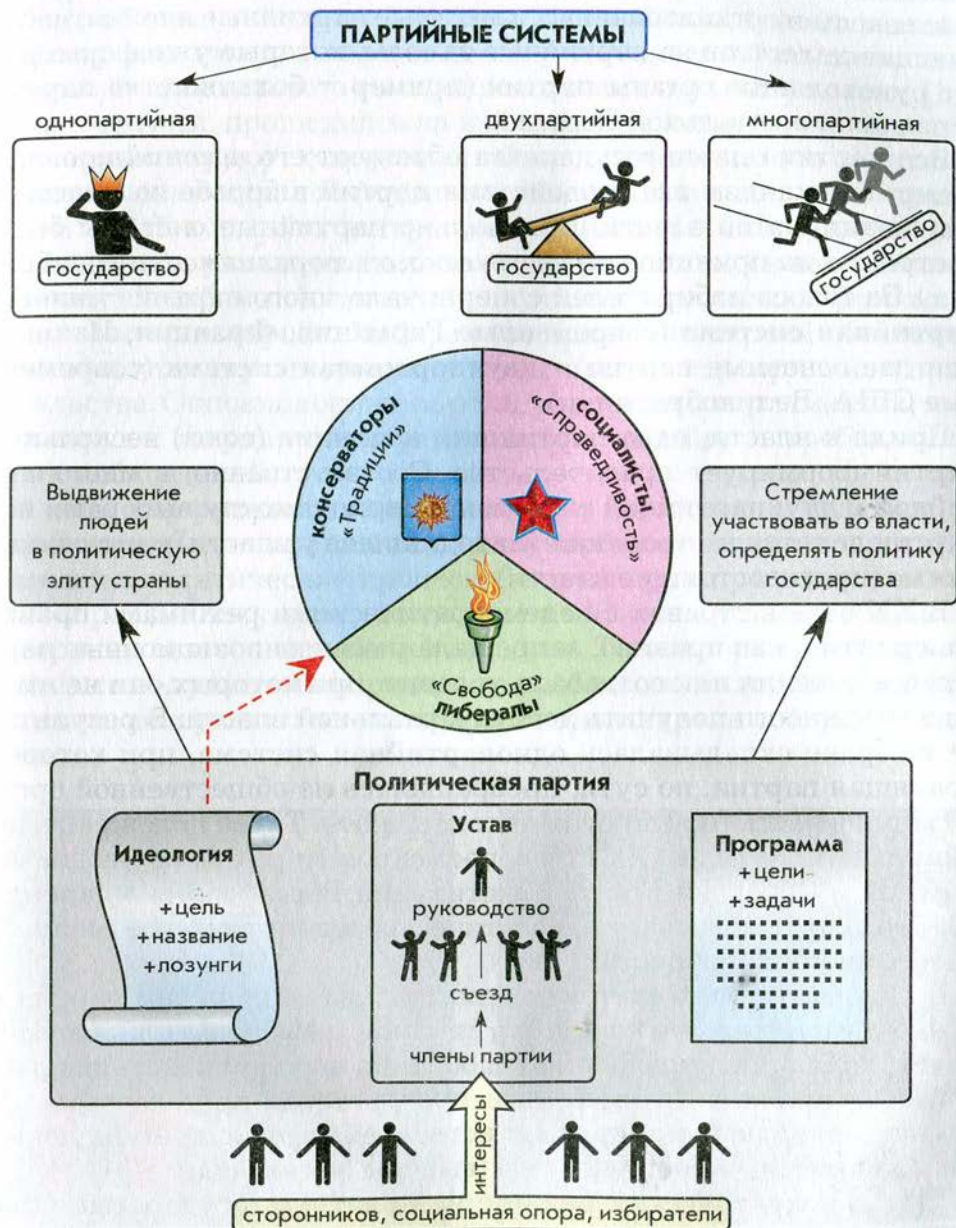 ПАРТИЙНЫЕ СИСТЕМЫ
однопартийная
двухпартийная
многопартийная
государство
государство
государство
консерваторы
«Традиции»
социалисты
«Справедливость»
«Свобода»
либералы
Выдвижение
людей
в политическую
элиту страны
Стремление
участвовать во власти,
определять политику
государства
Политическая партия
Идеология
+цель
+название
+лозунги
Устав
руководство
съезд
члены партии
Программа
+цели
+задачи
интересы
сторонников, социальная опора, избиратели